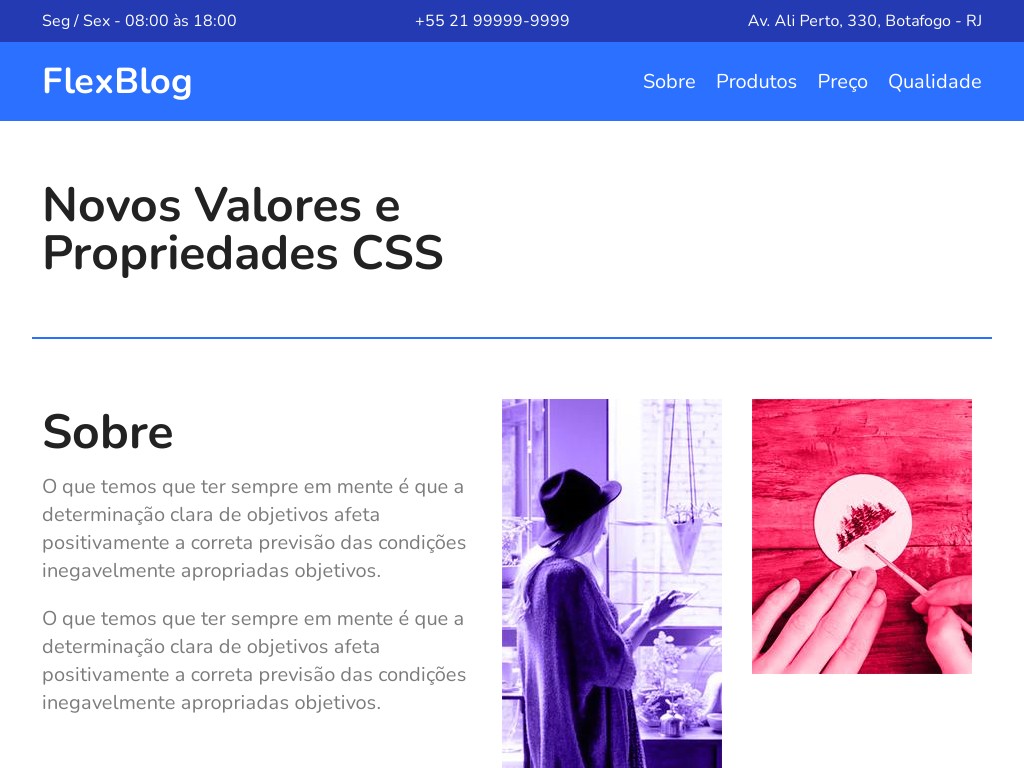 Seg / Sex - 08:00 às 18:00
+55 21 99999-9999
Av. Ali Perto, 330, Botafogo - RJ
FlexBlog
Sobre Produtos Preço Qualidade
Novos Valores e
Propriedades CSS
Sobre
O que temos que ter sempre em mente é que a
determinação clara de objetivos afeta
positivamente a correta previsão das condições
inegavelmente apropriadas objetivos.
O que temos que ter sempre em mente é que a
determinação clara de objetivos afeta
positivamente a correta previsão das condições
inegavelmente apropriadas objetivos.